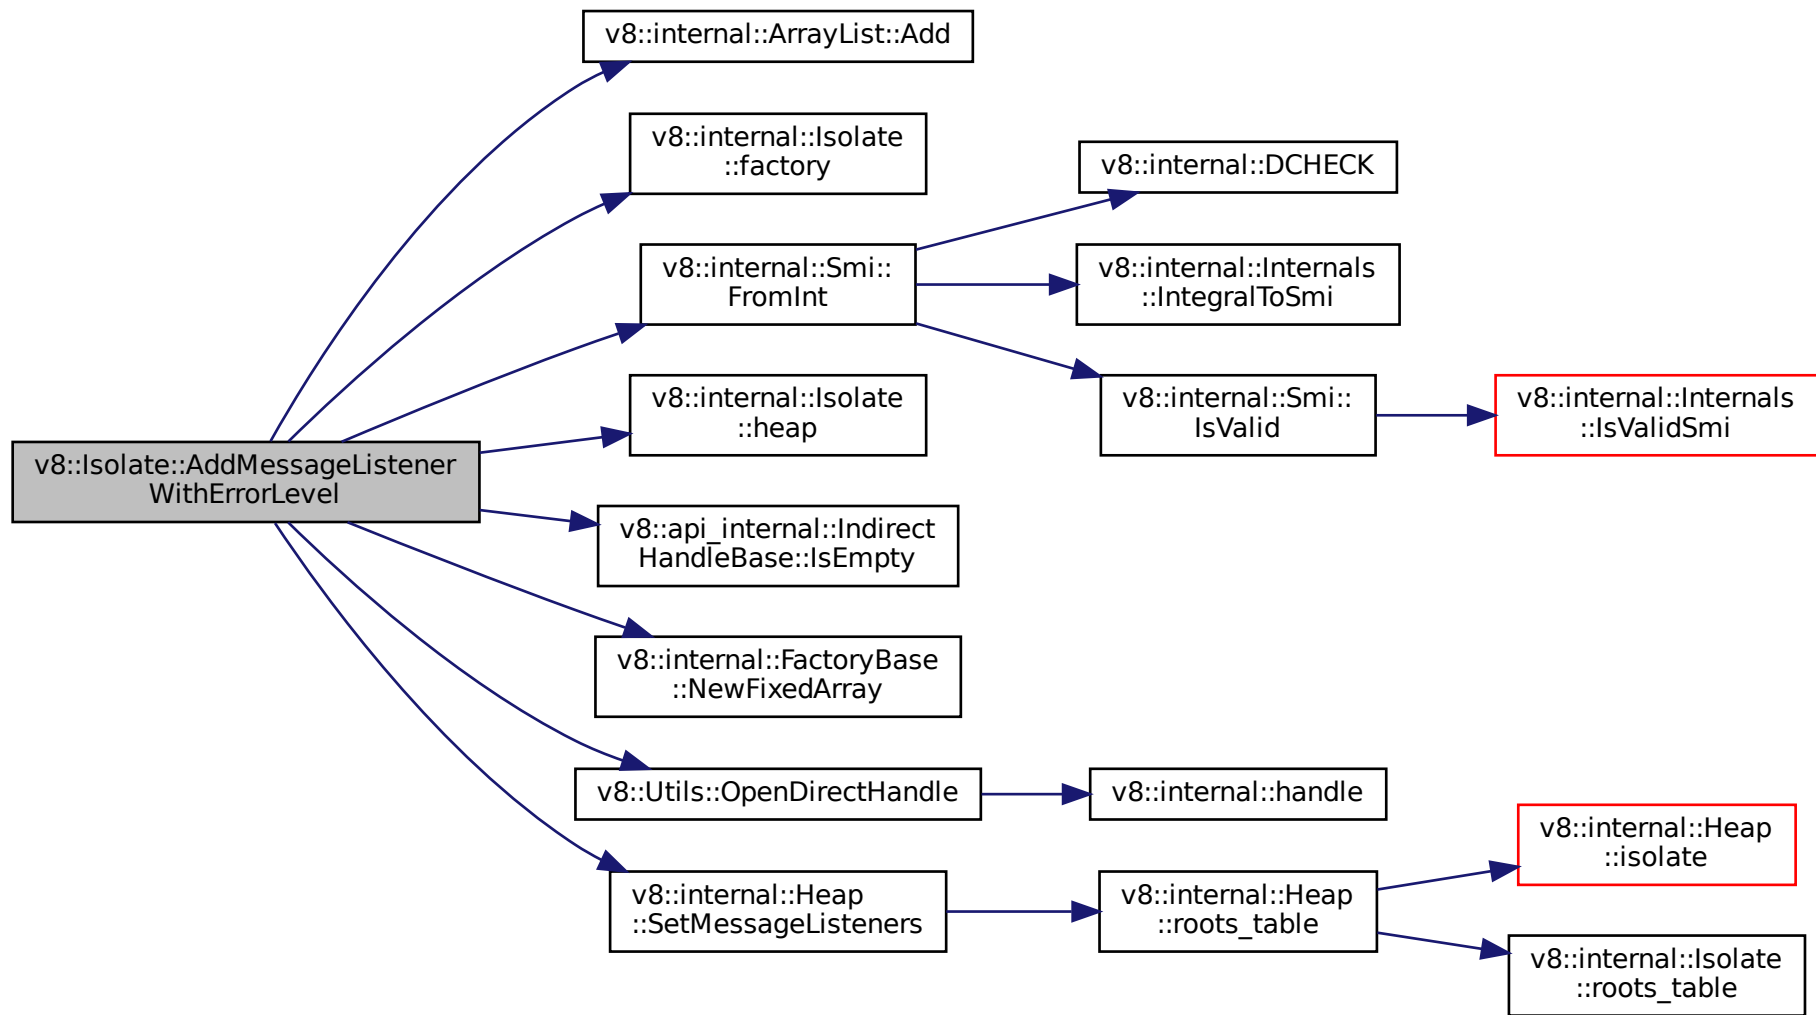 v8::internal::ArrayList::Add
v8::internal::Isolate
::factory
v8::internal::DCHECK
v8::internal::Smi::
FromInt
v8::internal::Internals
::IntegralToSmi
v8::internal::Isolate
::heap
v8::internal::Smi::
IsValid
v8::internal::Internals
::IsValidSmi
v8::Isolate::AddMessageListener
WithErrorLevel
v8::api_internal::Indirect
HandleBase::IsEmpty
v8::internal::FactoryBase
::NewFixedArray
v8::Utils::OpenDirectHandle
v8::internal::handle
v8::internal::Heap
::isolate
v8::internal::Heap
::SetMessageListeners
v8::internal::Heap
::roots_table
v8::internal::Isolate
::roots_table